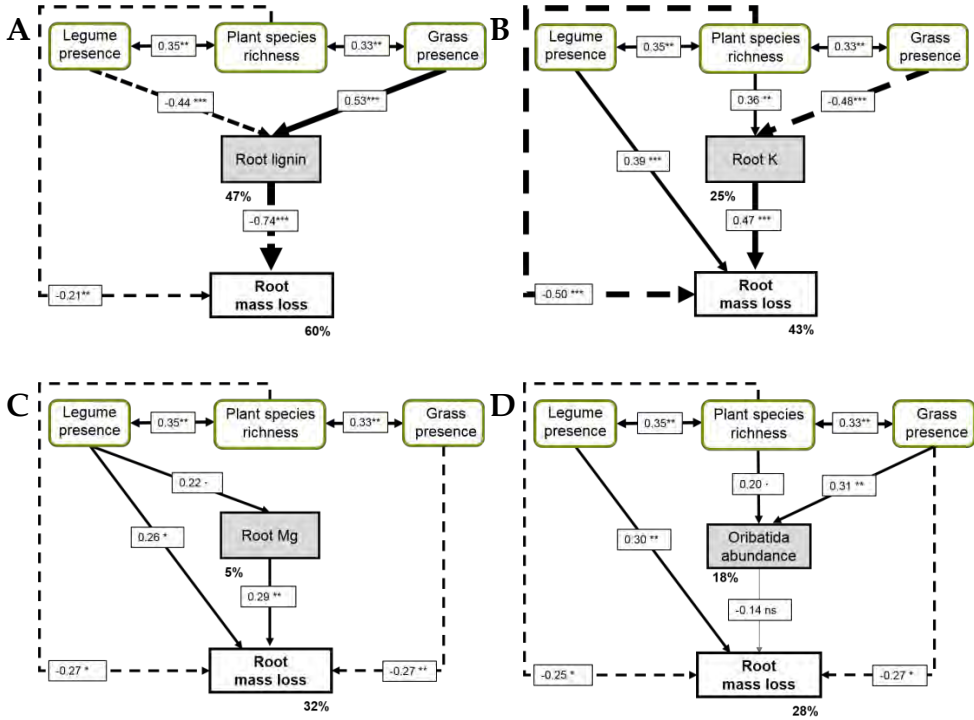 A
Legume
presence
0.35**
Plant species
richness
0.33**
Grass
presence
-0.44 ***
0.53***
Root lignin
47%
-0.74***
-0.21**
Root
mass loss
60%
B
Legume
presence
0.35**
Plant species
richness
0.33**
Grass
presence
0.36 **
-0.48***
0.39 ***
Root K
25%
0.47 ***
-0.50 ***
Root
mass loss
43%
C
Legume
presence
0.35**
Plant species
richness
0.33**
Grass
presence
0.22 ·
0.26 *
Root Mg
5%
0.29 **
-0.27 *
Root
mass loss
-0.27 **
32%
D
Legume
presence
0.35**
Plant species
richness
0.33**
Grass
presence
0.20 ·
0.31 **
0.30 **
Oribatida
abundance
18%
-0.14 ns
-0.25 *
Root
mass loss
-0.27 *
28%